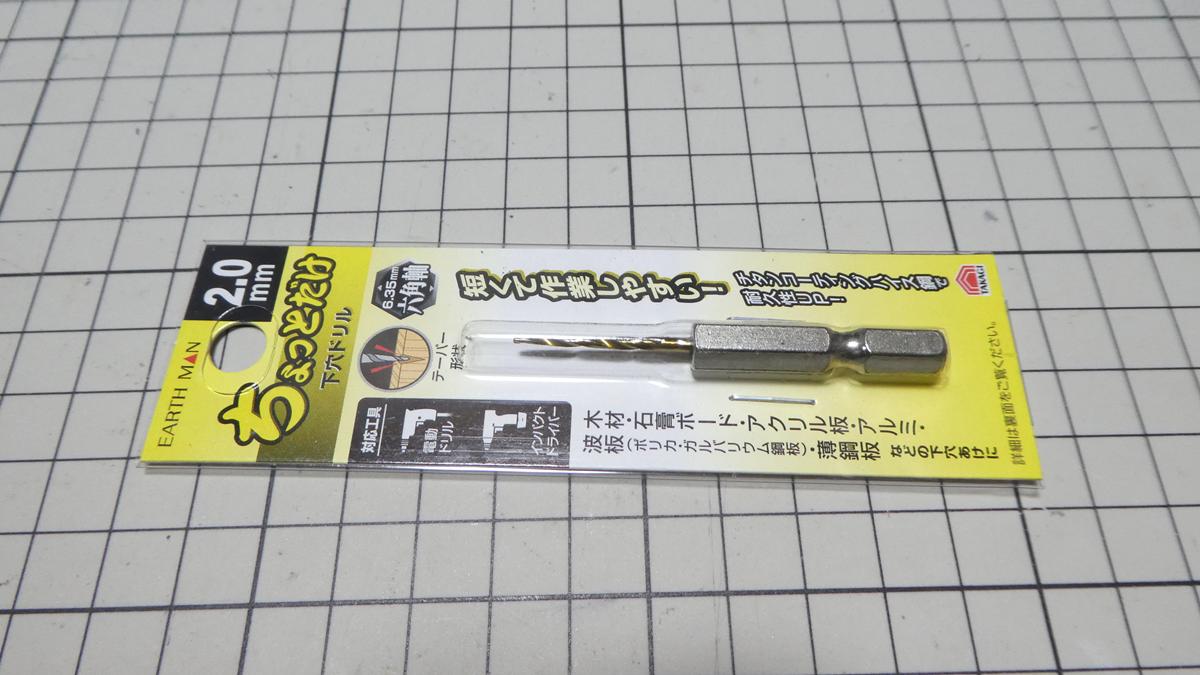 2.0
mm
EARTH MAN
ちょっとだけ
下穴ドリル
6.35mm
六角軸
テーパー
形状
短くて作業しやすい!
チタンコーティングハイス鋼で
耐久性UP!
TAKAGI
対応工具
電動
ドリル
インパクト
ドライバー
木材・石膏ボード・アクリル板・アルミ・
波板(ポリカ・ガルバリウム鋼板)・薄鋼板 などの下穴あけに
詳細は裏面をご覧ください。